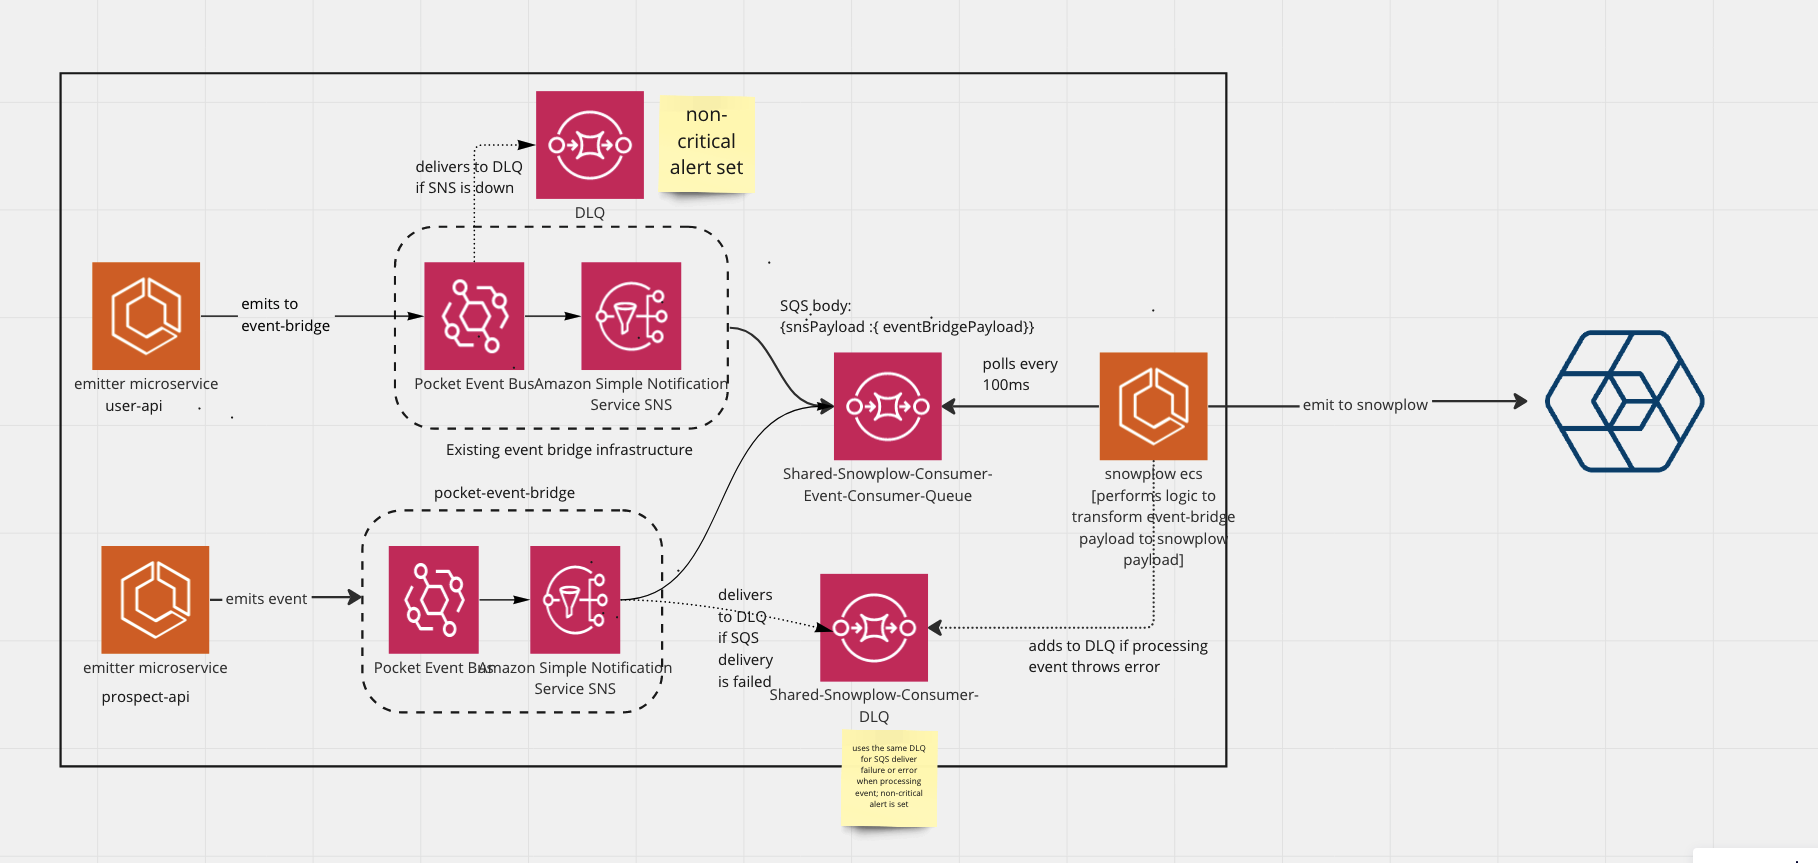 non-
critical
alert set
delivers to DLQ
if SNS is down
DLQ
emits to
event-bridge
emitter microservice
user-api
Pocket Event Bus
Amazon Simple Notification
Service SNS
Existing event bridge infrastructure
SQS body:
{snsPayload :{ eventBridgePayload}}
polls every
100ms
Shared-Snowplow-Consumer-
Event-Consumer-Queue
emit to snowplow
snowplow ecs
[performs logic to
transform event-bridge
payload to snowplow
payload]
pocket-event-bridge
emits event
emitter microservice
prospect-api
Pocket Event Bus
Amazon Simple Notification
Service SNS
delivers
to DLQ
if SQS
delivery
is failed
Shared-Snowplow-Consumer-
DLQ
adds to DLQ if processing
event throws error
uses the same DLQ
for SQS deliver
failure or error
when processing
event; non-critical
alert is set